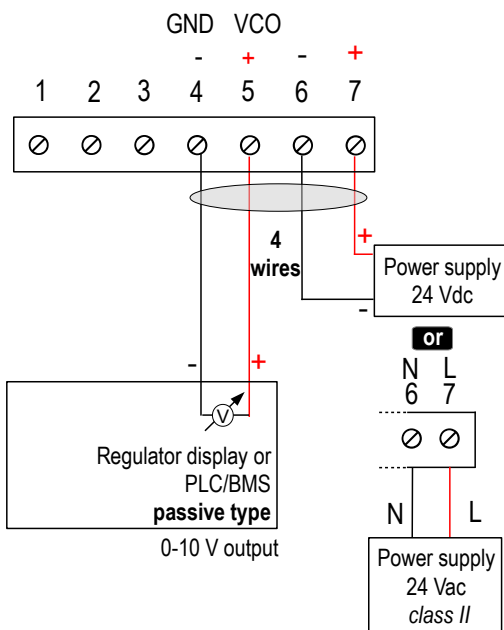 GND VCO
- + - +
1 2 3 4 5 6 7
4
wires
+
Power supply
24 Vdc
-
or
- +
N L
6 7
V
Regulator display or
PLC/BMS
passive type
N L
0-10 V output
Power supply
24 Vac
class II